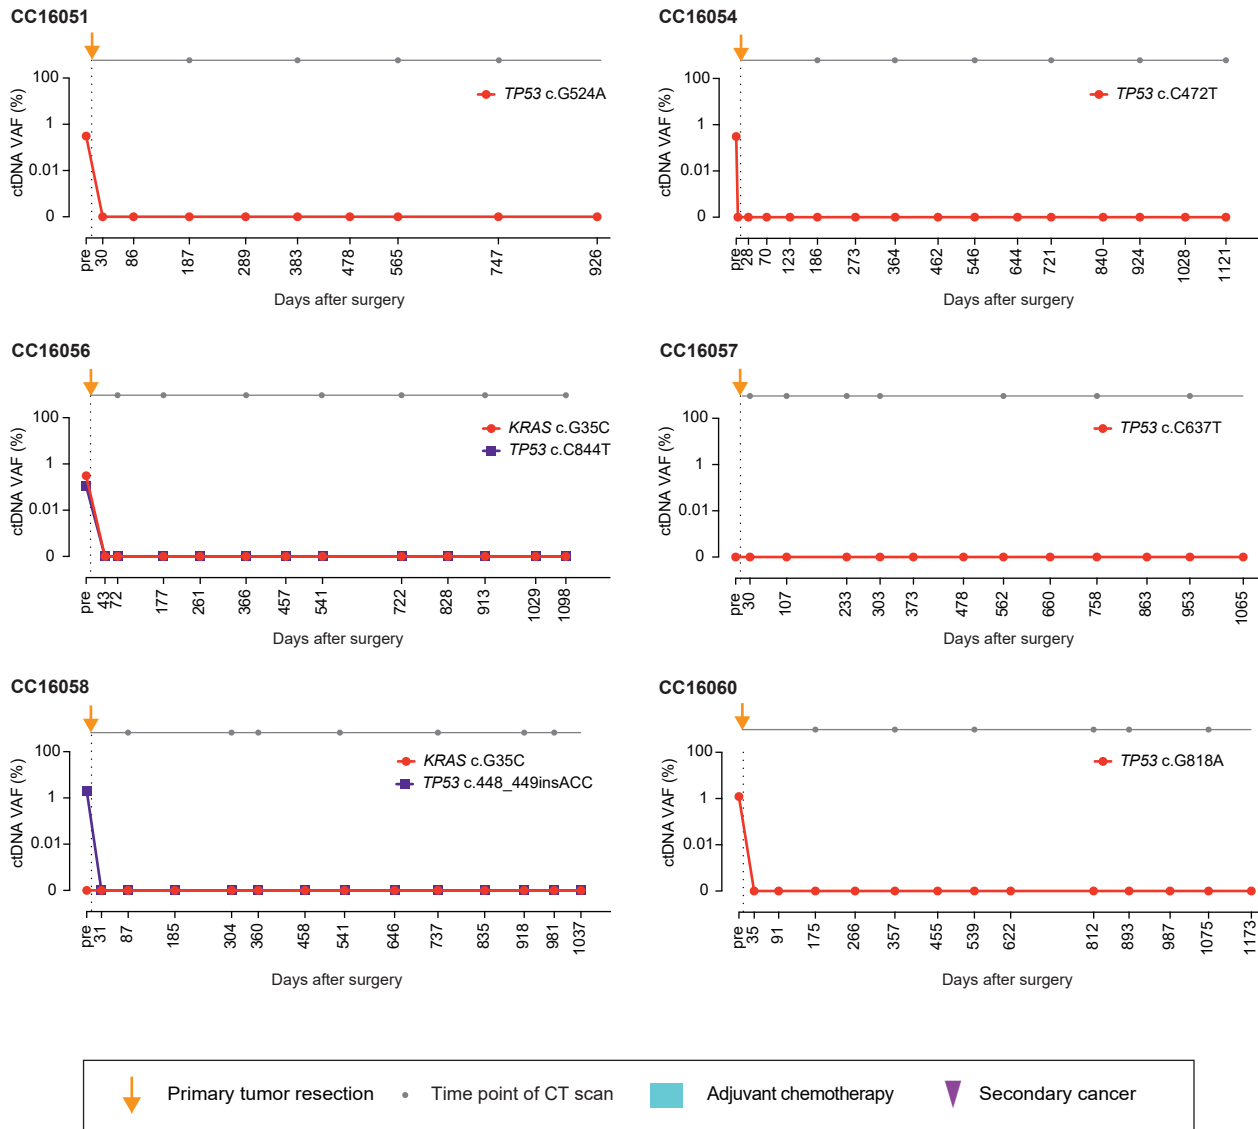 CC16051
100
1
0.01
0
ctDNA VAF (%)
TP53 c.G524A
pre 30 86 187 289 383 478 565 747 926
Days after surgery
CC16054
100
1
0.01
0
ctDNA VAF (%)
TP53 c.C472T
pre 28 70 123 186 273 364 462 546 644 721 840 924 1028 1121
Days after surgery
CC16056
100
1
0.01
0
ctDNA VAF (%)
KRAS c.G35C
TP53 c.C844T
pre 43 72 177 261 366 457 541 722 828 913 1029 1098
Days after surgery
CC16057
100
1
0.01
0
ctDNA VAF (%)
TP53 c.C637T
pre 30 107 233 303 373 478 562 660 758 863 953 1065
Days after surgery
CC16058
100
1
0.01
0
ctDNA VAF (%)
KRAS c.G35C
TP53 c.448_449insACC
pre 31 87 185 304 360 458 541 646 737 835 918 981 1037
Days after surgery
CC16060
100
1
0.01
0
ctDNA VAF (%)
TP53 c.G818A
pre 35 91 175 266 357 455 539 622 812 893 987 1075 1173
Days after surgery
Primary tumor resection Time point of CT scan Adjuvant chemotherapy Secondary cancer